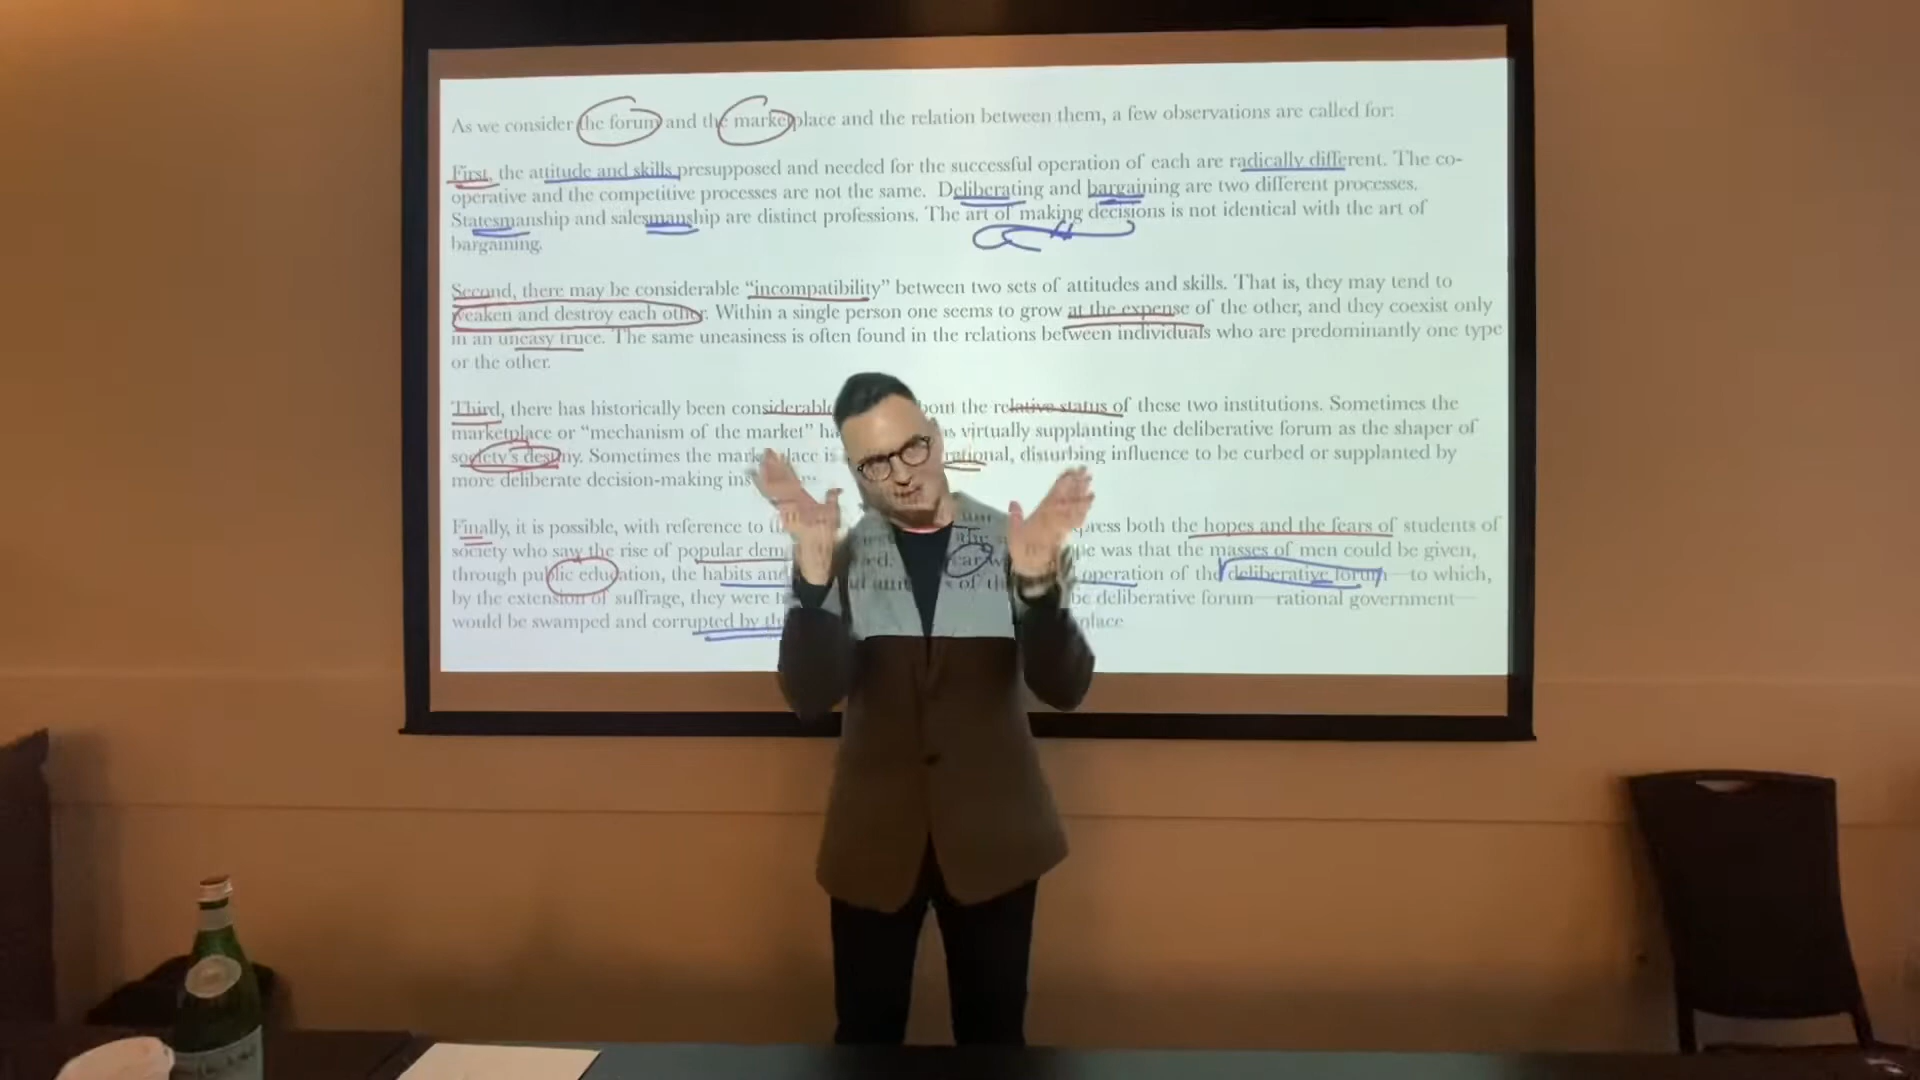 As we consider the forum and the marketplace and the relation between them, a few observations are called for:
First, the attitude and skills presupposed and needed for the successful operation of each are radically different. The co-
operative and the competitive processes are not the same. Deliberating and bargaining are two different processes.
Statesmanship and salesmanship are distinct professions. The art of making decisions is not identical with the art of
bargaining.
Second, there may be considerable “incompatibility” between two sets of attitudes and skills. That is, they may tend to
weaken and destroy each other. Within a single person one seems to grow at the expense of the other, and they coexist only
in an uneasy truce. The same uneasiness is often found in the relations between individuals who are predominantly one type
or the other.
Third, there has historically been considerable about the relative status of these two institutions. Sometimes the
marketplace or “mechanism of the market” virtually supplanting the deliberative forum as the shaper of
society’s destiny. Sometimes the marketplace is disturbing influence to be curbed or supplanted by
more deliberate decision-making
Finally, it is possible, with reference to both the hopes and the fears of students of
society who saw the rise of popular was that the masses of men could be given,
through public education, the habits and operation of the deliberative forum—to which,
by the extension of suffrage, they were deliberative forum—rational government—
would be swamped and corrupted by